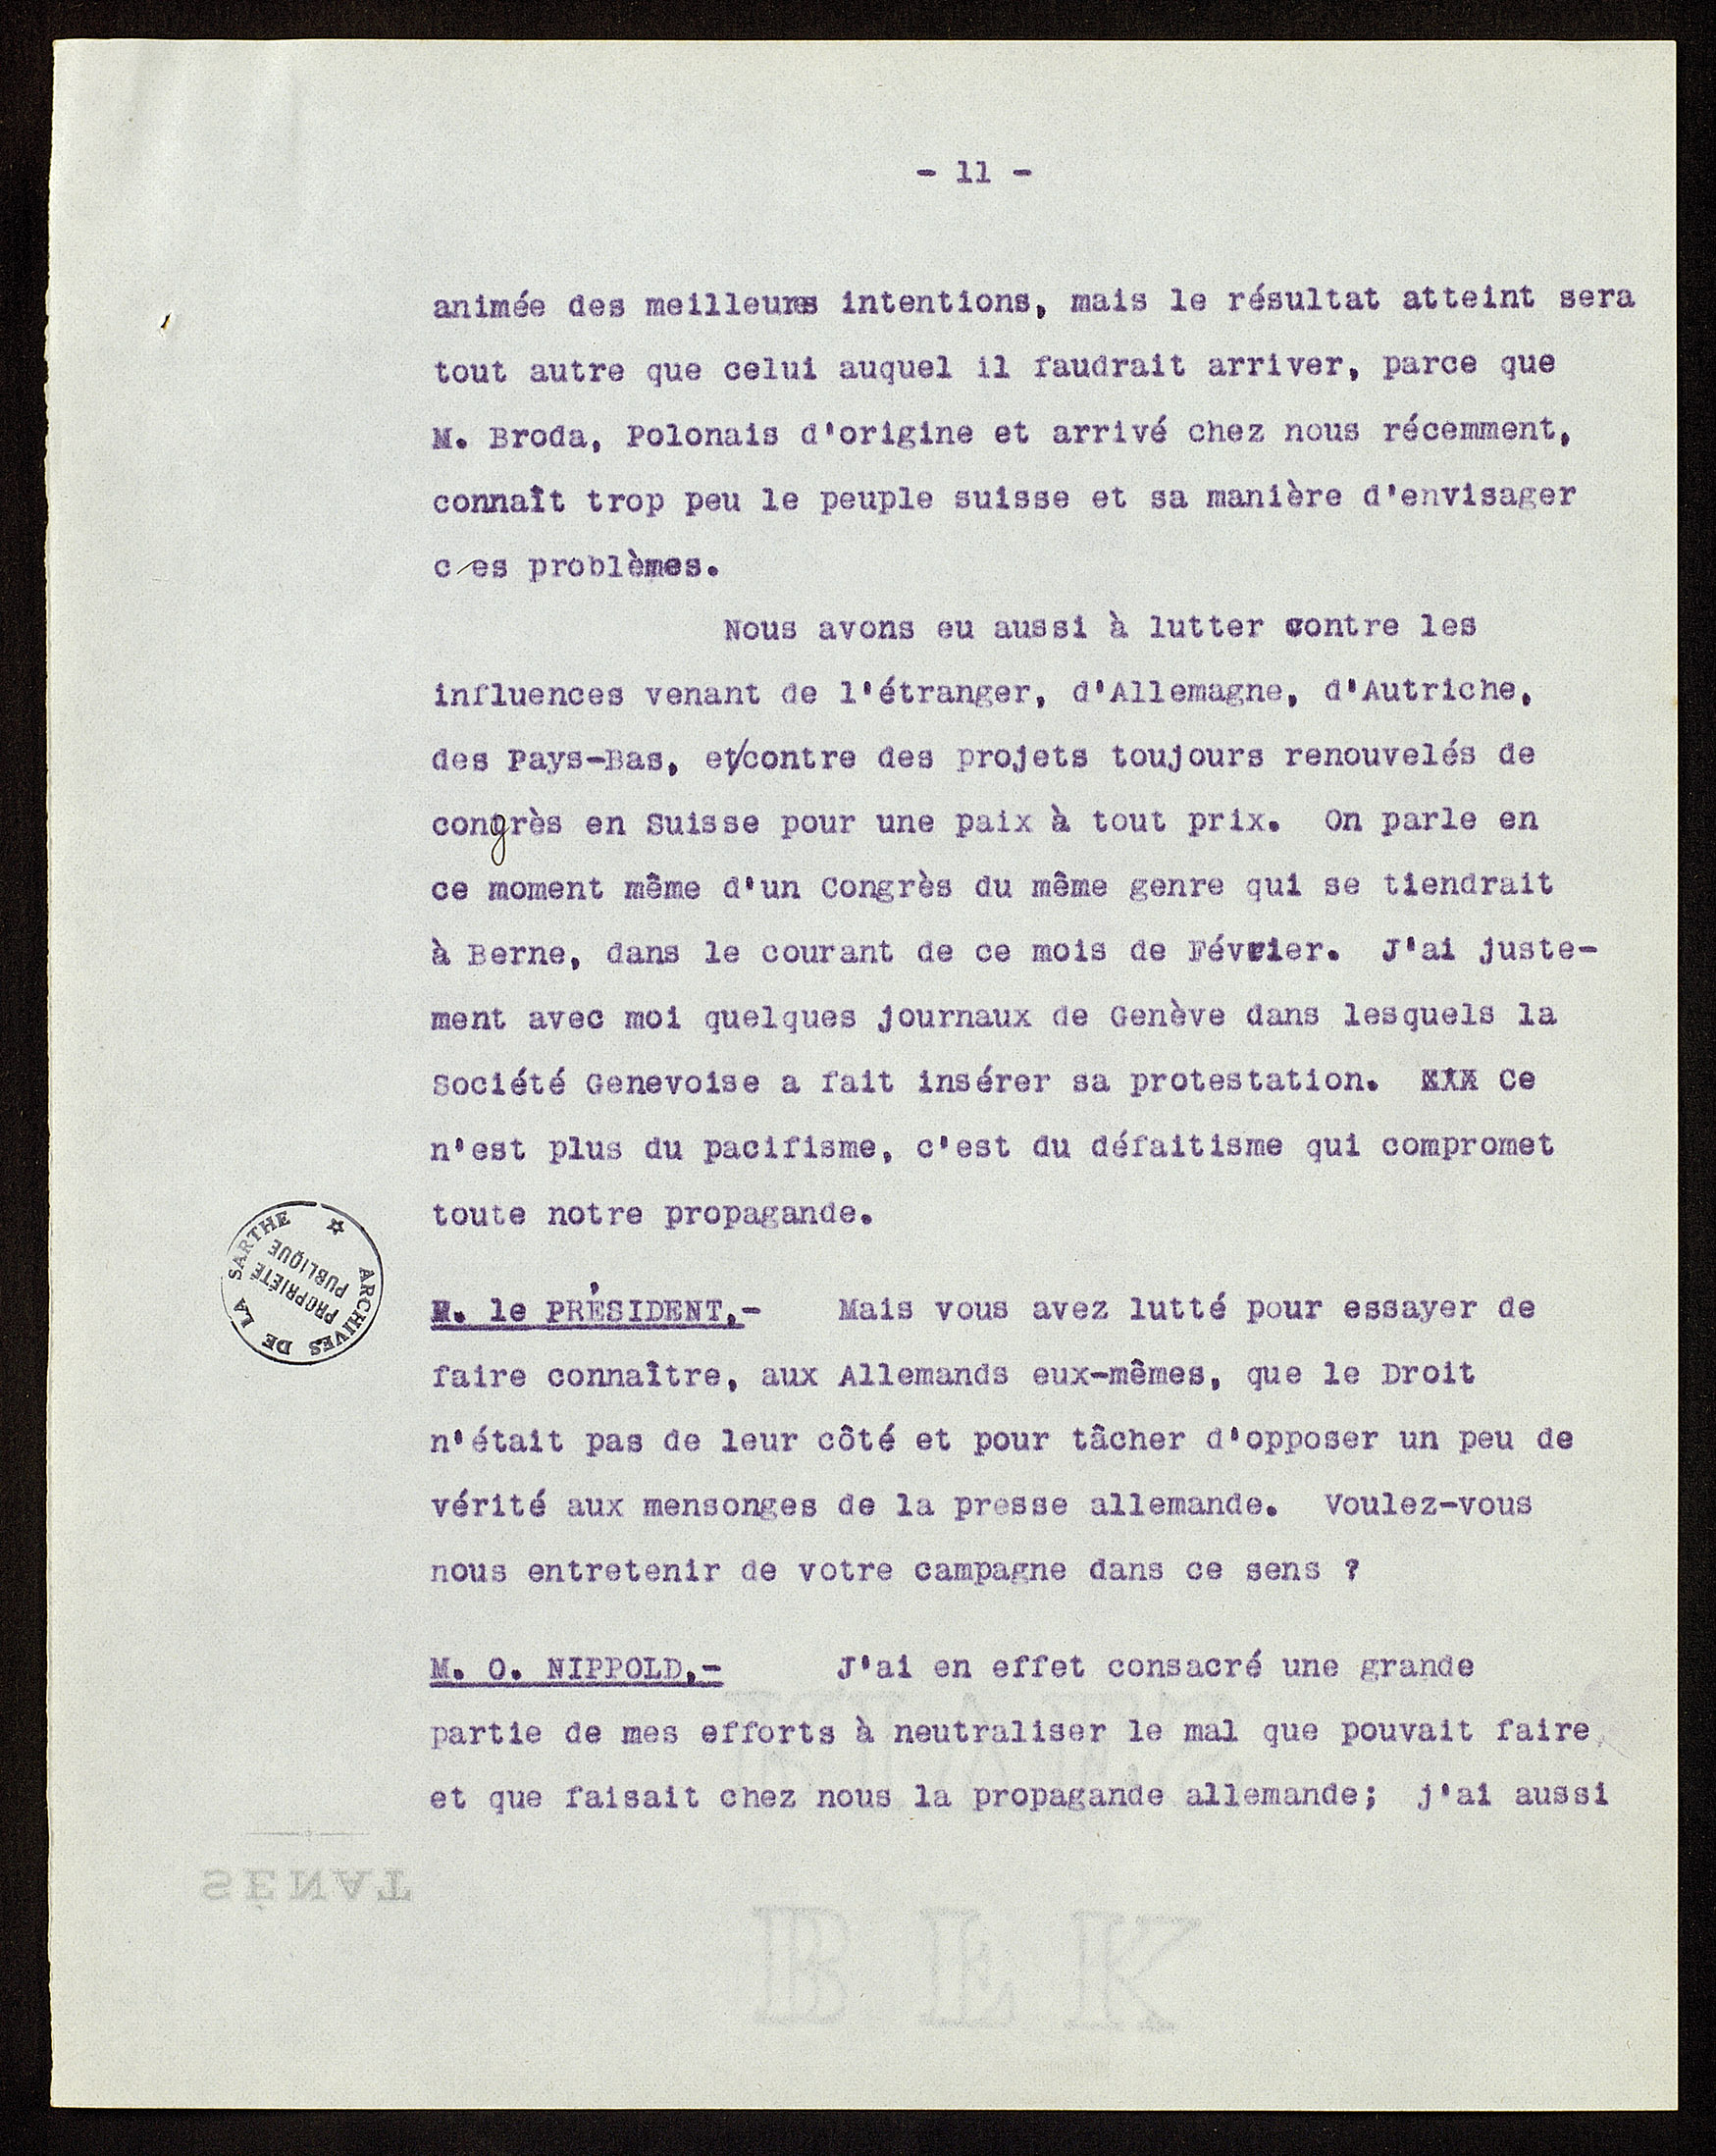 - 11 -
animée des meilleures intentions, mais le résultat atteint sera
tout autre que celui auquel il faudrait arriver, parce que
M. Broda, Polonais d'origine et arrivé chez nous récemment,
connaît trop peu le peuple suisse et sa manière d'envisager
ces problèmes.
Nous avons eu aussi à lutter contre les
influences venant de l'étranger, d'Allemagne, d'Autriche,
des Pays-Bas, et/contre des projets toujours renouvelés de
congrès en Suisse pour une paix à tout prix. On parle en
ce moment même d'un Congrès du même genre qui se tiendrait
à Berne, dans le courant de ce mois de Février. J'ai juste-
ment avec moi quelques journaux de Genève dans lesquels la
Société Genevoise a fait insérer sa protestation. XXX Ce
n'est plus du pacifisme, c'est du défaitisme qui compromet
toute notre propagande.
M. le PRÉSIDENT.- Mais vous avez lutté pour essayer de
faire connaître, aux Allemands eux-mêmes, que le Droit
n'était pas de leur côté et pour tâcher d'opposer un peu de
vérité aux mensonges de la presse allemande. Voulez-vous
nous entretenir de votre campagne dans ce sens ?
M. O. NIPPOLD.- J'ai en effet consacré une grande
partie de mes efforts à neutraliser le mal que pouvait faire
et que faisait chez nous la propagande allemande; j'ai aussi
ARCHIVES DE LA SARTHE
PROPRIÉTÉ
PUBLIQUE
SÉNAT